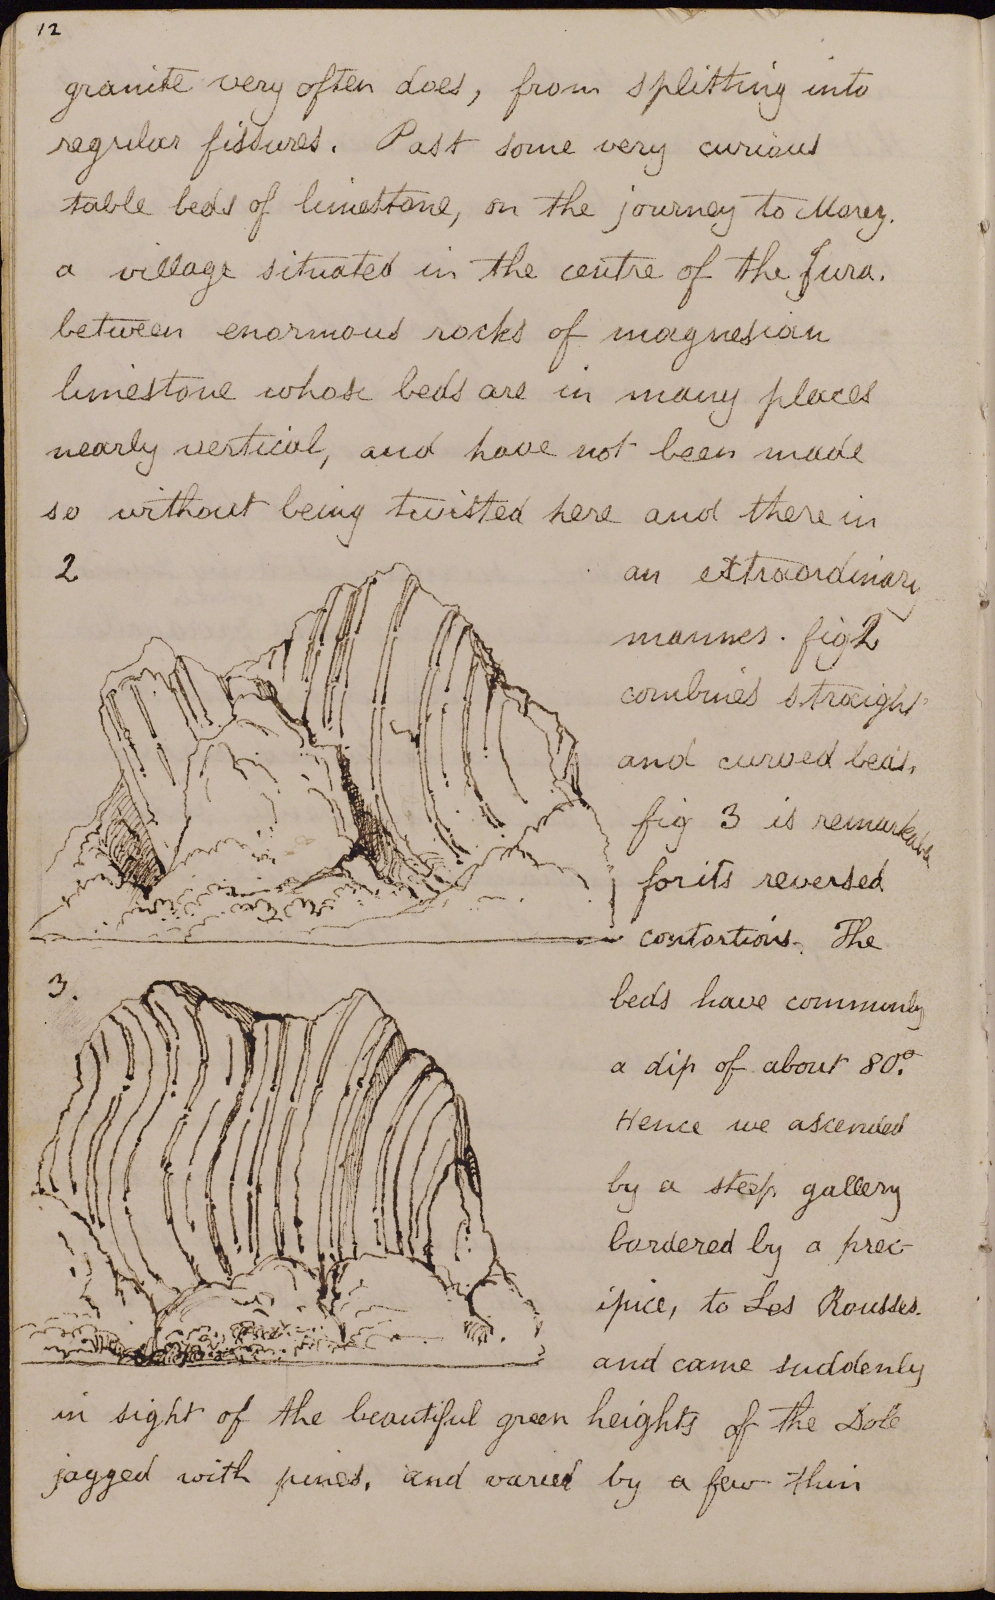 12
granite very often does, from splitting into
regular fissures. Past some very curious
table beds of limestone, on the journey to Morez.
a village situated in the centre of the Jura.
between enormous rocks of magnesian
limestone whose beds are in many places
nearly vertical, and have not been made
so without being twisted here and there in
2
an extraordinary
manner. fig 2
combines straight
and curved beds.
fig 3 is remarkable
for its reversed
contortions. The
3.
beds have commonly
a dip of about 80°.
Hence we ascended
by a steep gallery
bordered by a prec-
ipice, to Les Rousses.
and came suddenly
in sight of the beautiful green heights of the Dole
jagged with pines. and varied by a few thin